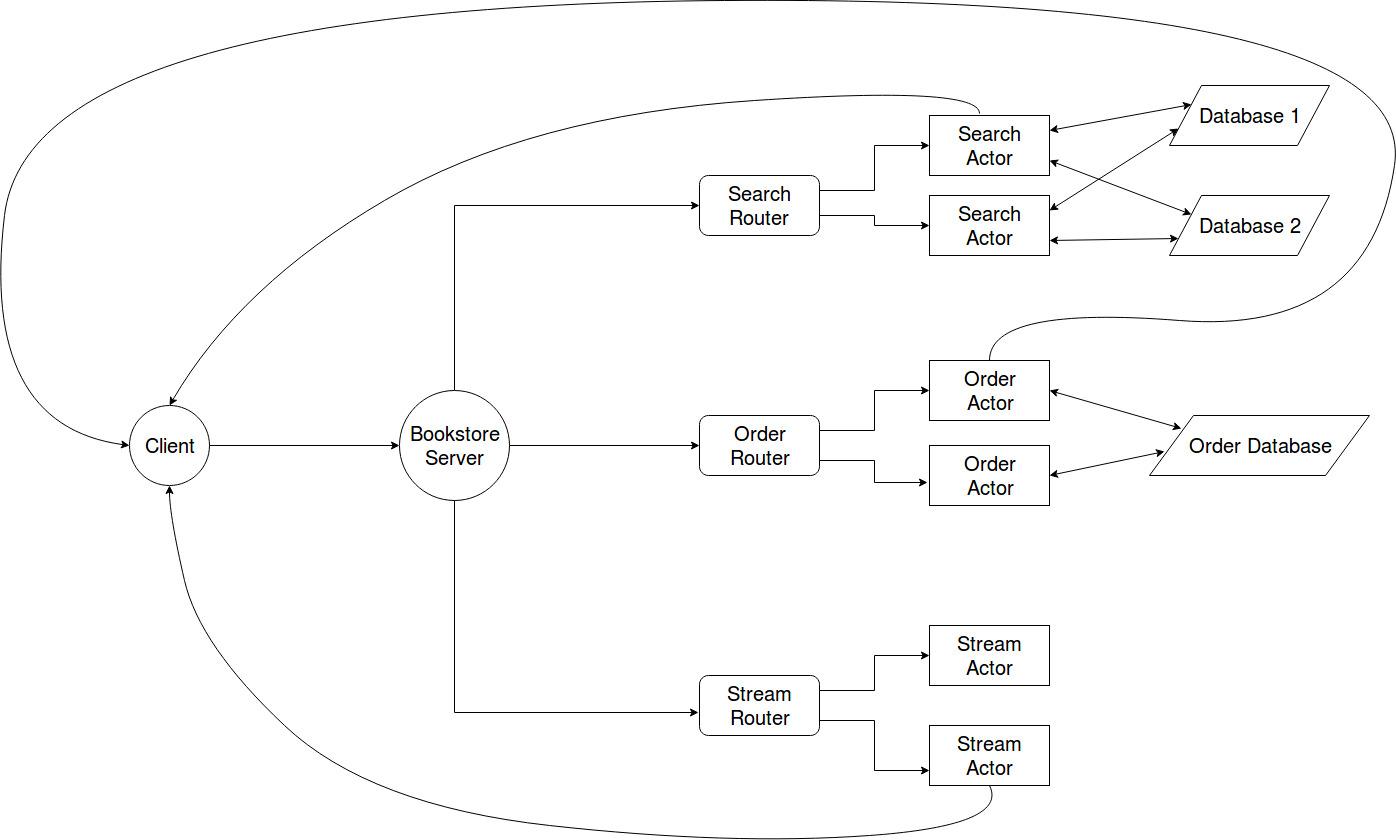 Database 1
Search
Actor
Search
Router
Search
Actor
Database 2
Order
Actor
Client
Bookstore
Server
Order
Router
Order Database
Order
Actor
Stream
Actor
Stream
Router
Stream
Actor